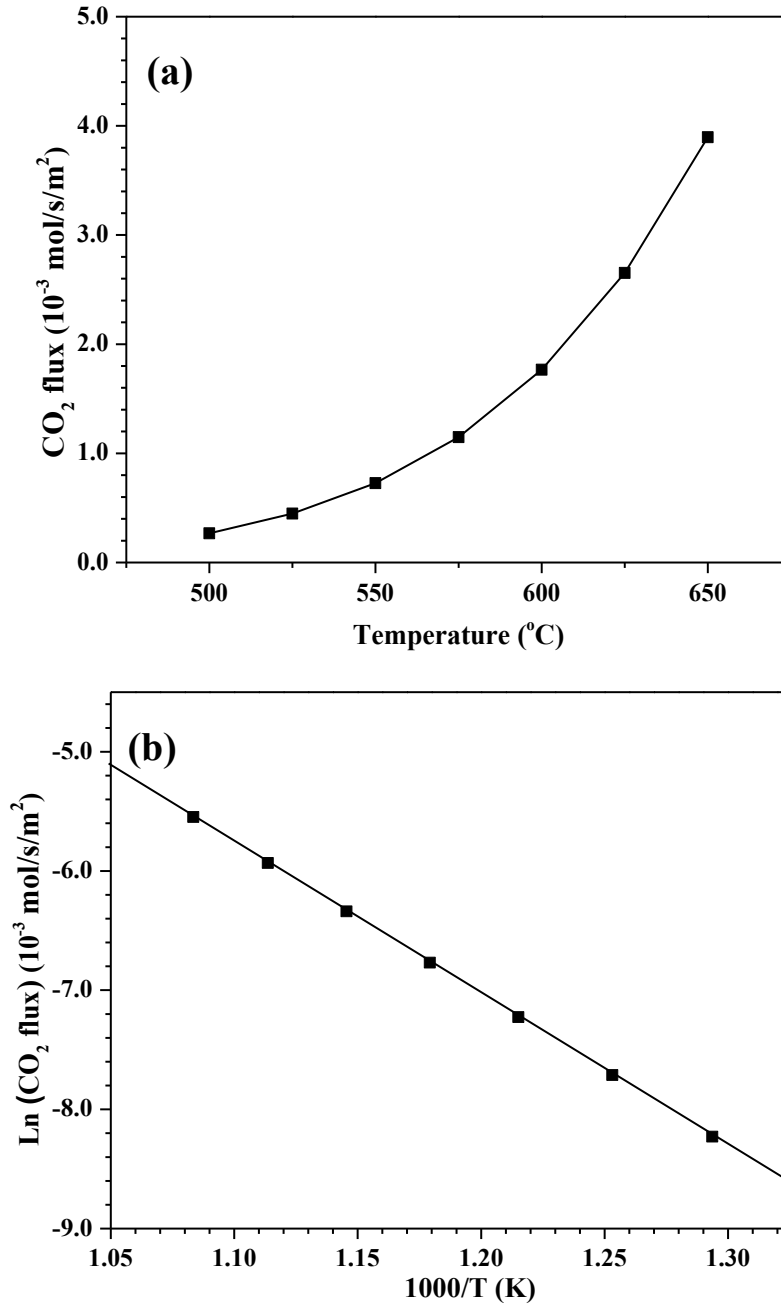 5.0
(a)
4.0
3.0
2.0
1.0
0.0
CO₂ flux (10⁻³ mol/s/m²)
500 550 600 650
Temperature (°C)
(b)
-5.0
-6.0
-7.0
-8.0
-9.0
Ln (CO₂ flux) (10⁻³ mol/s/m²)
1.05 1.10 1.15 1.20 1.25 1.30
1000/T (K)